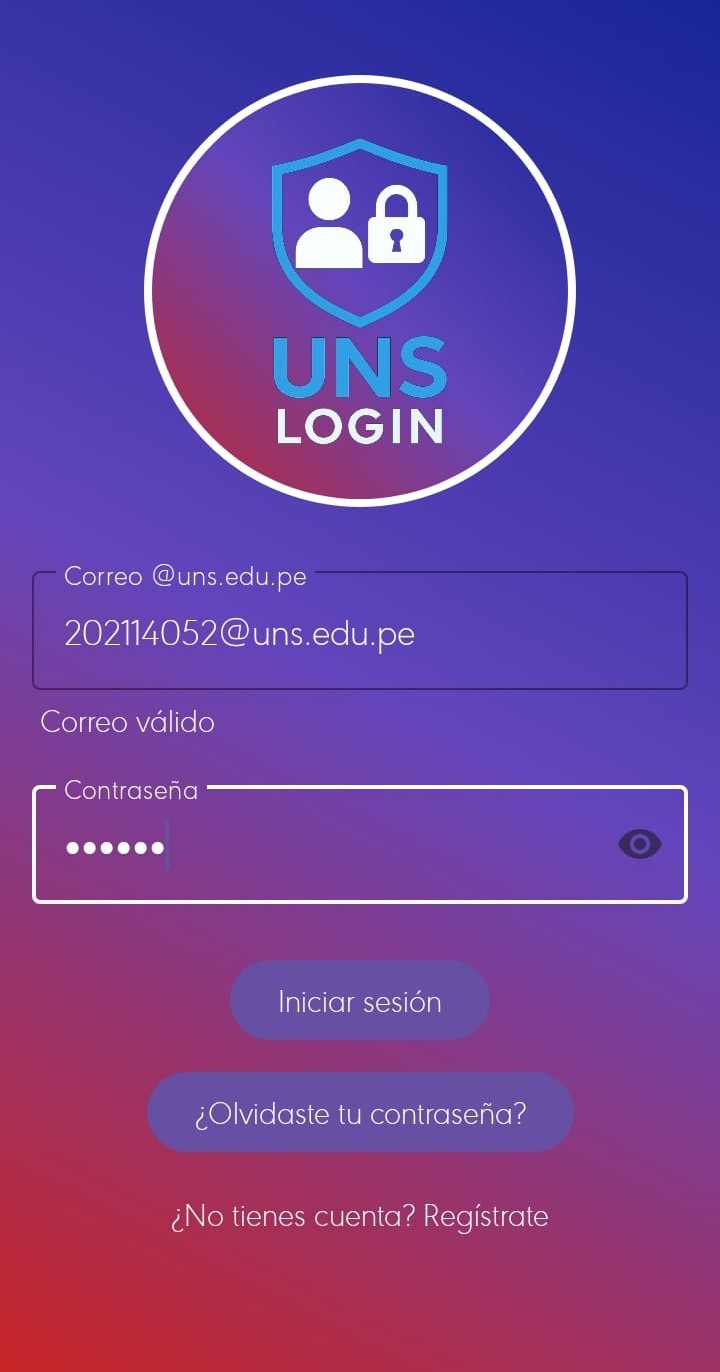 UNS
LOGIN
Correo @uns.edu.pe
202114052@uns.edu.pe
Correo válido
Contraseña
••••••
Iniciar sesión
¿Olvidaste tu contraseña?
¿No tienes cuenta? Regístrate